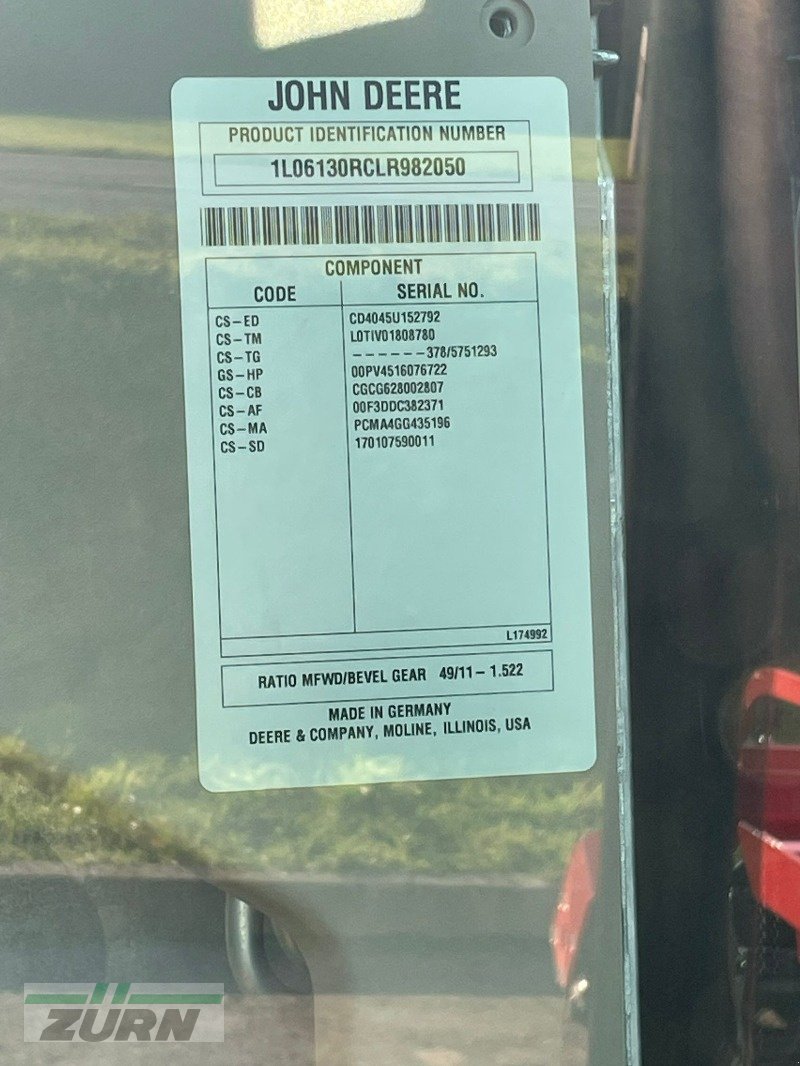 JOHN DEERE
PRODUCT IDENTIFICATION NUMBER
1L06130RCLR982050
COMPONENT
CODE SERIAL NO.
CS-ED CD4045U152792
CS-TM L0TIV01808780
CS-TG ------378/5751293
GS-HP 00PV4516076722
CS-CB CGCG628002807
CS-AF 00F3DDC382371
CS-MA PCMA4GG435196
CS-SD 170107590011
L174992
RATIO MFWD/BEVEL GEAR 49/11-1.522
MADE IN GERMANY
DEERE & COMPANY, MOLINE, ILLINOIS, USA
ZÜRN